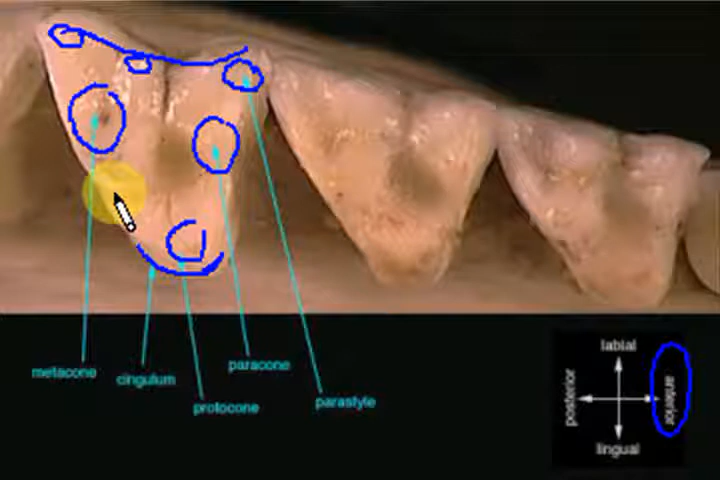 metacone
cingulum
protocone
paracone
parastyle
labial
posterior
anterior
lingual